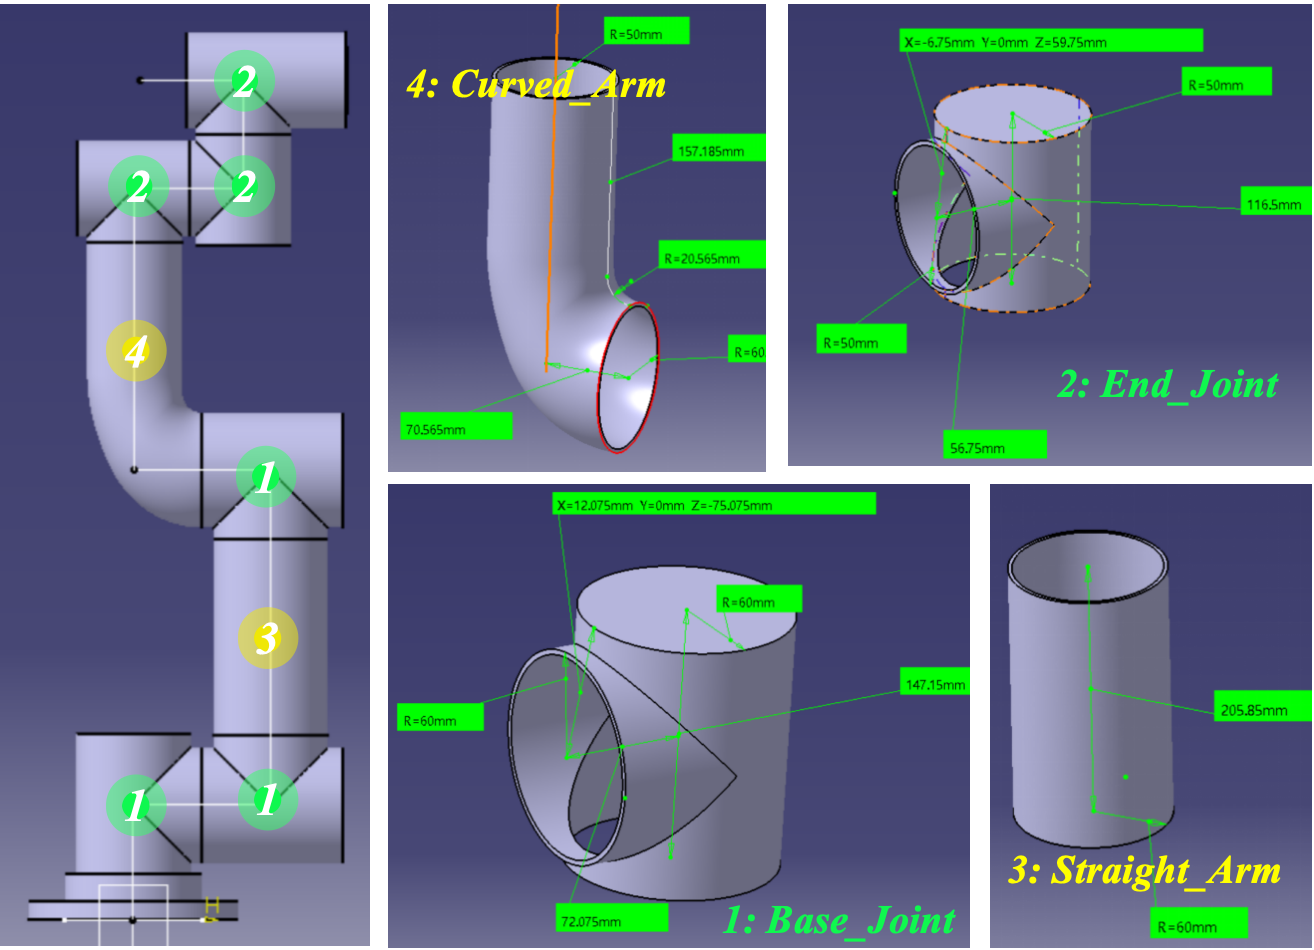 2
2
2
4
1
3
1
1
H
R=50mm
4: Curved_Arm
157.185mm
R=20.565mm
R=60
70.565mm
X=-6.75mm Y=0mm Z=59.75mm
R=50mm
116.5mm
R=50mm
2: End_Joint
56.75mm
X=12.075mm Y=0mm Z=-75.075mm
R=60mm
147.15mm
R=60mm
72.075mm
1: Base_Joint
205.85mm
3: Straight_Arm
R=60mm